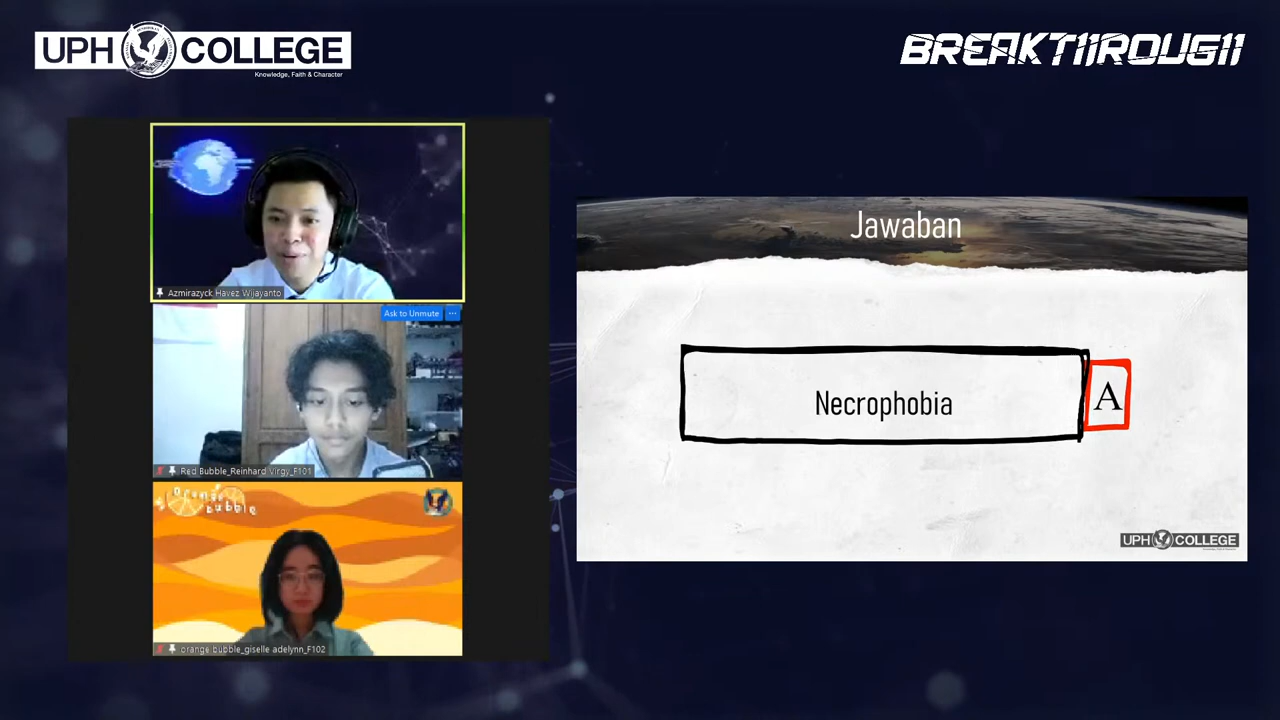 UPH COLLEGE
Knowledge, Faith & Character
BREAKT11ROUG11
Azmirazyck Havez Wijayanto
Ask to Unmute
Red Bubble_Reinhard Virgy_F101
Orange
bubble
orange bubble_giselle adelynn_F102
Jawaban
Necrophobia
A
UPH COLLEGE